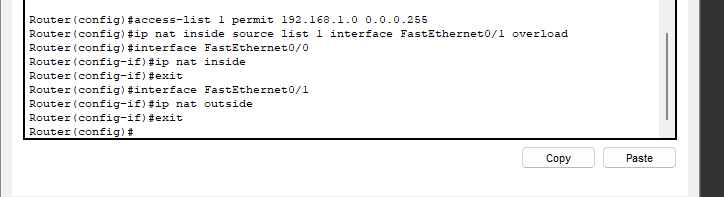 Router(config)#access-list 1 permit 192.168.1.0 0.0.0.255
Router(config)#ip nat inside source list 1 interface FastEthernet0/1 overload
Router(config)#interface FastEthernet0/0
Router(config-if)#ip nat inside
Router(config-if)#exit
Router(config)#interface FastEthernet0/1
Router(config-if)#ip nat outside
Router(config-if)#exit
Router(config)#
Copy
Paste